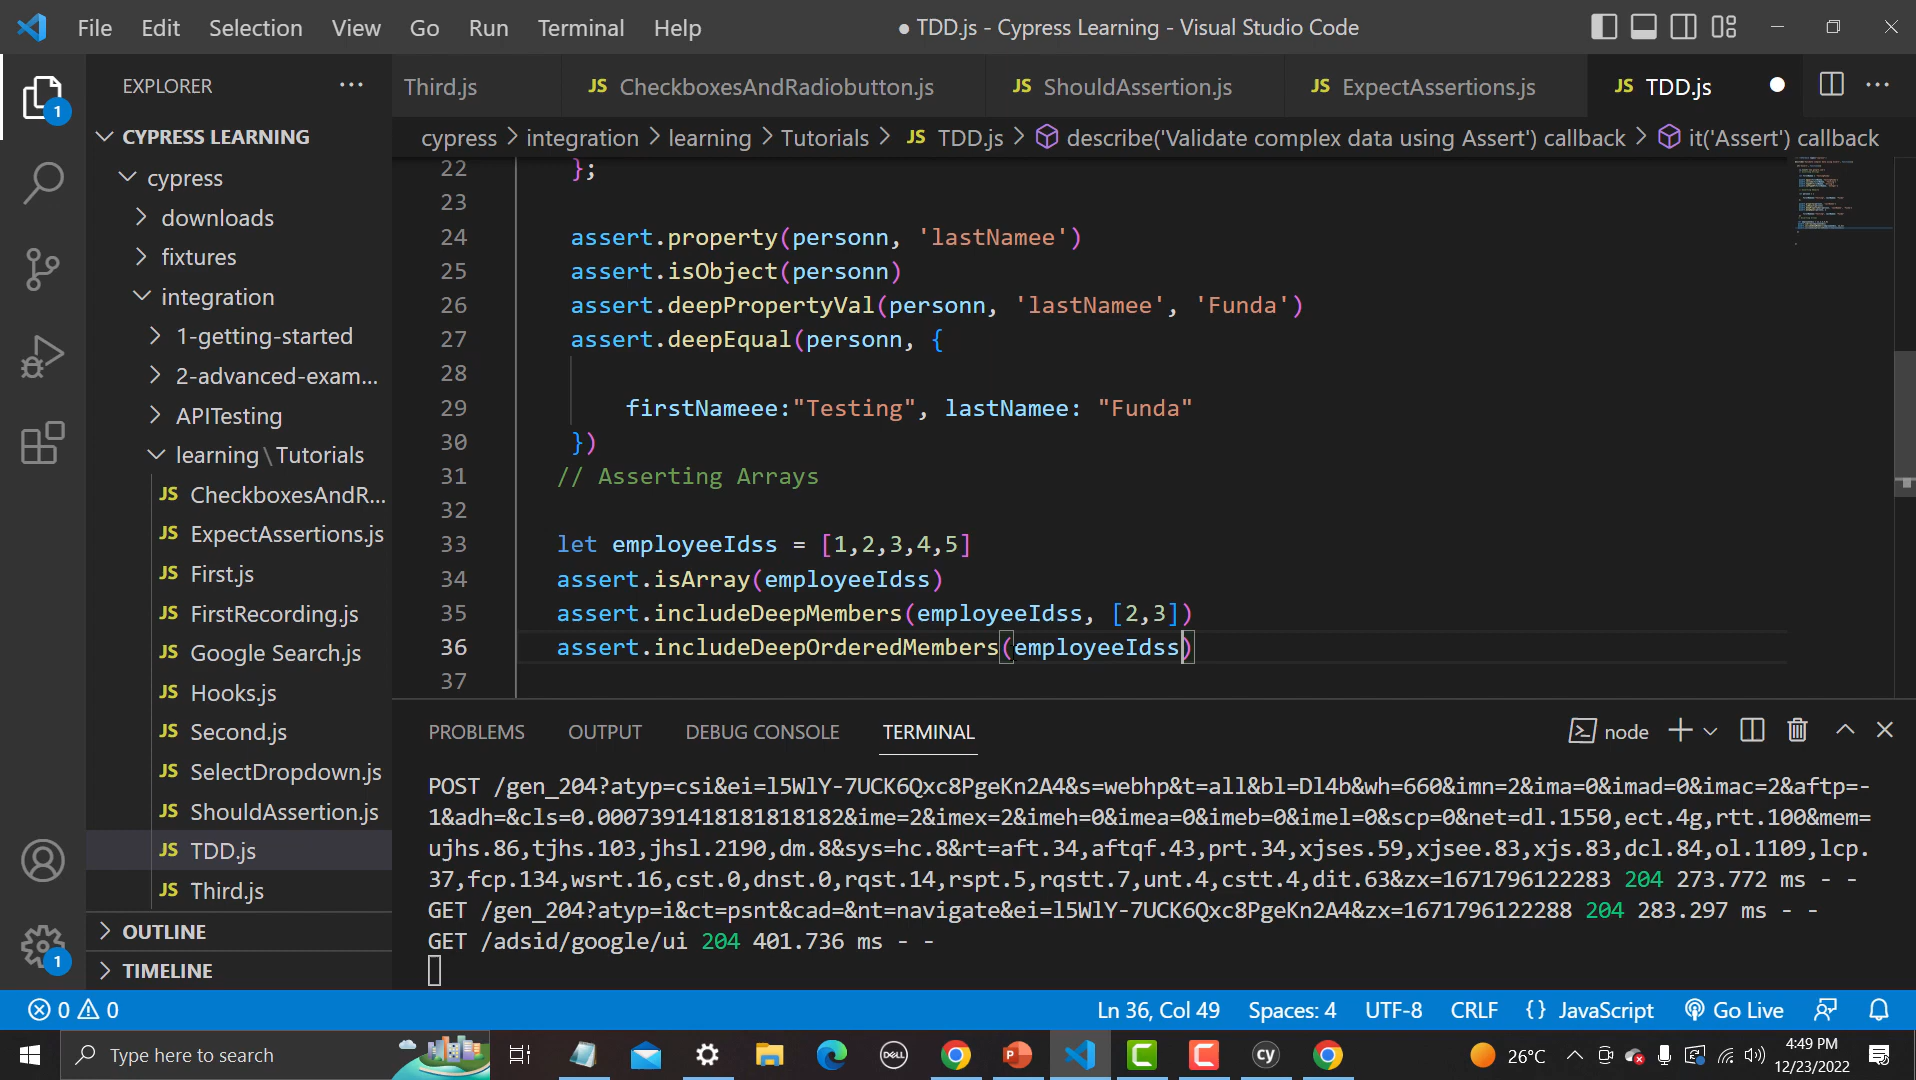 File Edit Selection View Go Run Terminal Help
● TDD.js - Cypress Learning - Visual Studio Code
1
EXPLORER
CYPRESS LEARNING
cypress
downloads
fixtures
integration
1-getting-started
2-advanced-exam...
APITesting
learning\Tutorials
JS CheckboxesAndR...
JS ExpectAssertions.js
JS First.js
JS FirstRecording.js
JS Google Search.js
JS Hooks.js
JS Second.js
JS SelectDropdown.js
JS ShouldAssertion.js
JS TDD.js
JS Third.js
OUTLINE
TIMELINE
1
Third.js JS CheckboxesAndRadiobutton.js JS ShouldAssertion.js JS ExpectAssertions.js JS TDD.js
cypress > integration > learning > Tutorials > JS TDD.js > describe('Validate complex data using Assert') callback > it('Assert') callback
22 };
23
24 assert.property(personn, 'lastNamee')
25 assert.isObject(personn)
26 assert.deepPropertyVal(personn, 'lastNamee', 'Funda')
27 assert.deepEqual(personn, {
28
29 firstNameee:"Testing", lastNamee: "Funda"
30 })
31 // Asserting Arrays
32
33 let employeeIdss = [1,2,3,4,5]
34 assert.isArray(employeeIdss)
35 assert.includeDeepMembers(employeeIdss, [2,3])
36 assert.includeDeepOrderedMembers(employeeIdss)
37
PROBLEMS OUTPUT DEBUG CONSOLE TERMINAL
node
POST /gen_204?atyp=csi&ei=l5WlY-7UCK6Qxc8PgeKn2A4&s=webhp&t=all&bl=Dl4b&wh=660&imn=2&ima=0&imad=0&imac=2&aftp=-
1&adh=&cls=0.0007391418181818182&ime=2&imex=2&imeh=0&imea=0&imeb=0&imel=0&scp=0&net=dl.1550,ect.4g,rtt.100&mem=
ujhs.86,tjhs.103,jhsl.2190,dm.8&sys=hc.8&rt=aft.34,aftqf.43,prt.34,xjses.59,xjsee.83,xjs.83,dcl.84,ol.1109,lcp.
37,fcp.134,wsrt.16,cst.0,dnst.0,rqst.14,rspt.5,rqstt.7,unt.4,cstt.4,dit.63&zx=1671796122283 204 273.772 ms - -
GET /gen_204?atyp=i&ct=psnt&cad=&nt=navigate&ei=l5WlY-7UCK6Qxc8PgeKn2A4&zx=1671796122288 204 283.297 ms - -
GET /adsid/google/ui 204 401.736 ms - -
0 0 Ln 36, Col 49 Spaces: 4 UTF-8 CRLF {} JavaScript Go Live
Type here to search
DELL
P
cy
26°C
4:49 PM
12/23/2022